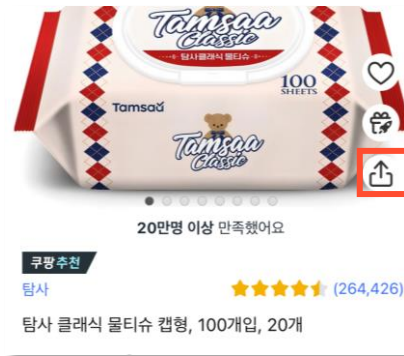 Tamsaa
Classic
탐사클래식 물티슈
100
SHEETS
Tamsaa
Tamsaa
Classic
20만명 이상 만족했어요
쿠팡추천
탐사
(264,426)
탐사 클래식 물티슈 캡형, 100개입, 20개